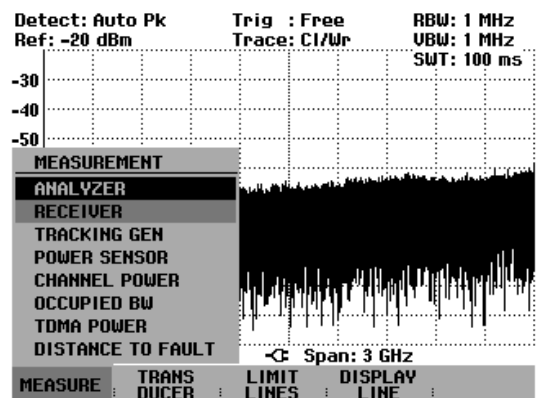 Detect: Auto Pk Trig : Free RBW: 1 MHz
Ref: -20 dBm Trace: Cl/Wr VBW: 1 MHz
SWT: 100 ms
-30
-40
-50
MEASUREMENT
ANALYZER
RECEIVER
TRACKING GEN
POWER SENSOR
CHANNEL POWER
OCCUPIED BW
TDMA POWER
DISTANCE TO FAULT
Span: 3 GHz
MEASURE TRANS DUCER LIMIT LINES DISPLAY LINE